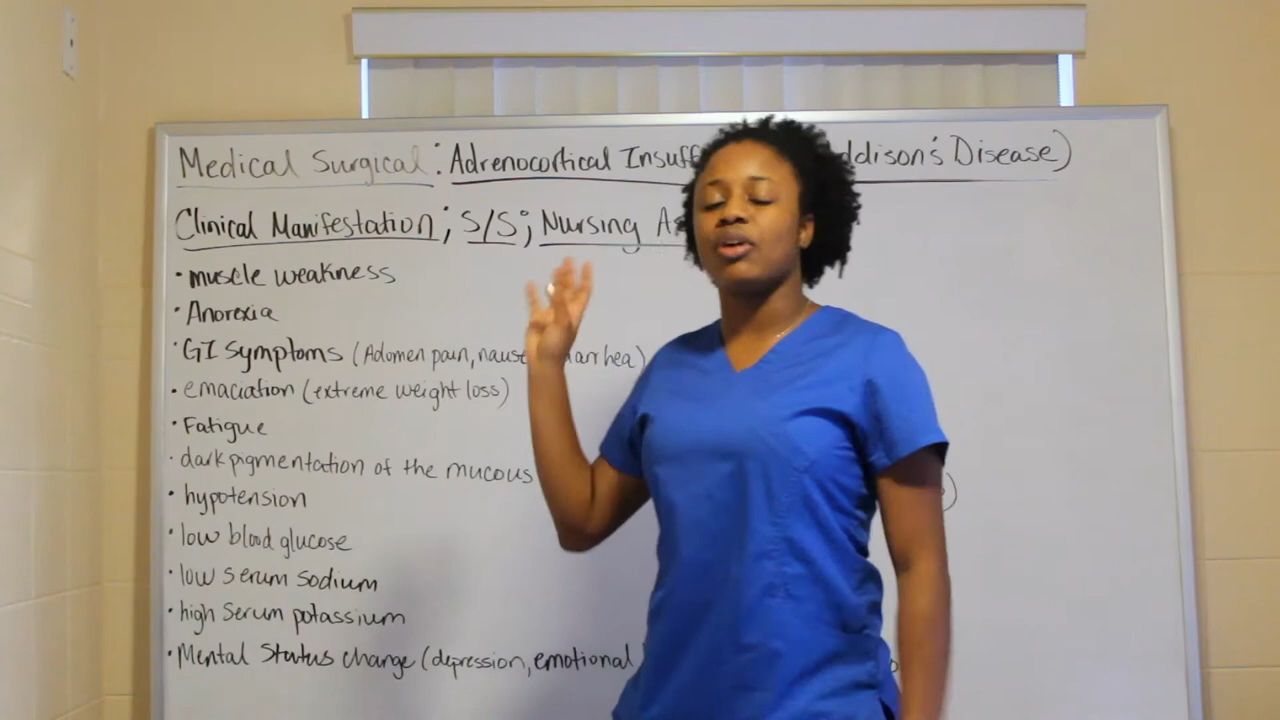 Medical Surgical: Adrenocortical Insuff ddison's Disease)
Clinical Manifestation; S/S; Nursing A
• muscle weakness
• Anorexia
• GI symptoms (Adomen pain, naus arrhea)
• emaciation (extreme weight loss)
• Fatigue
• dark pigmentation of the mucous )
• hypotension
• low blood glucose
• low serum sodium
• high serum potassium
• Mental Status change (depression, emotional